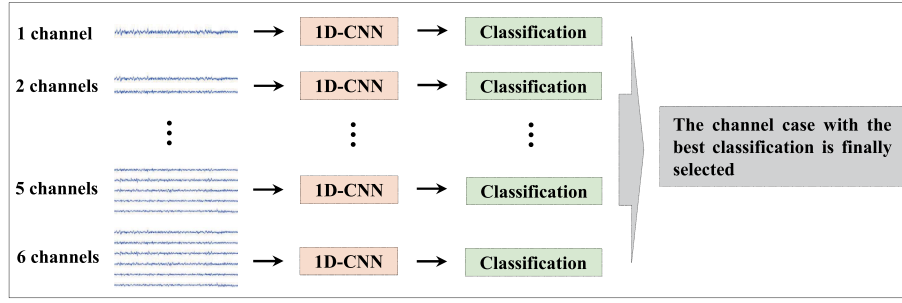 1 channel
1D-CNN
Classification
2 channels
1D-CNN
Classification
The channel case with the
best classification is finally
selected
5 channels
1D-CNN
Classification
6 channels
1D-CNN
Classification